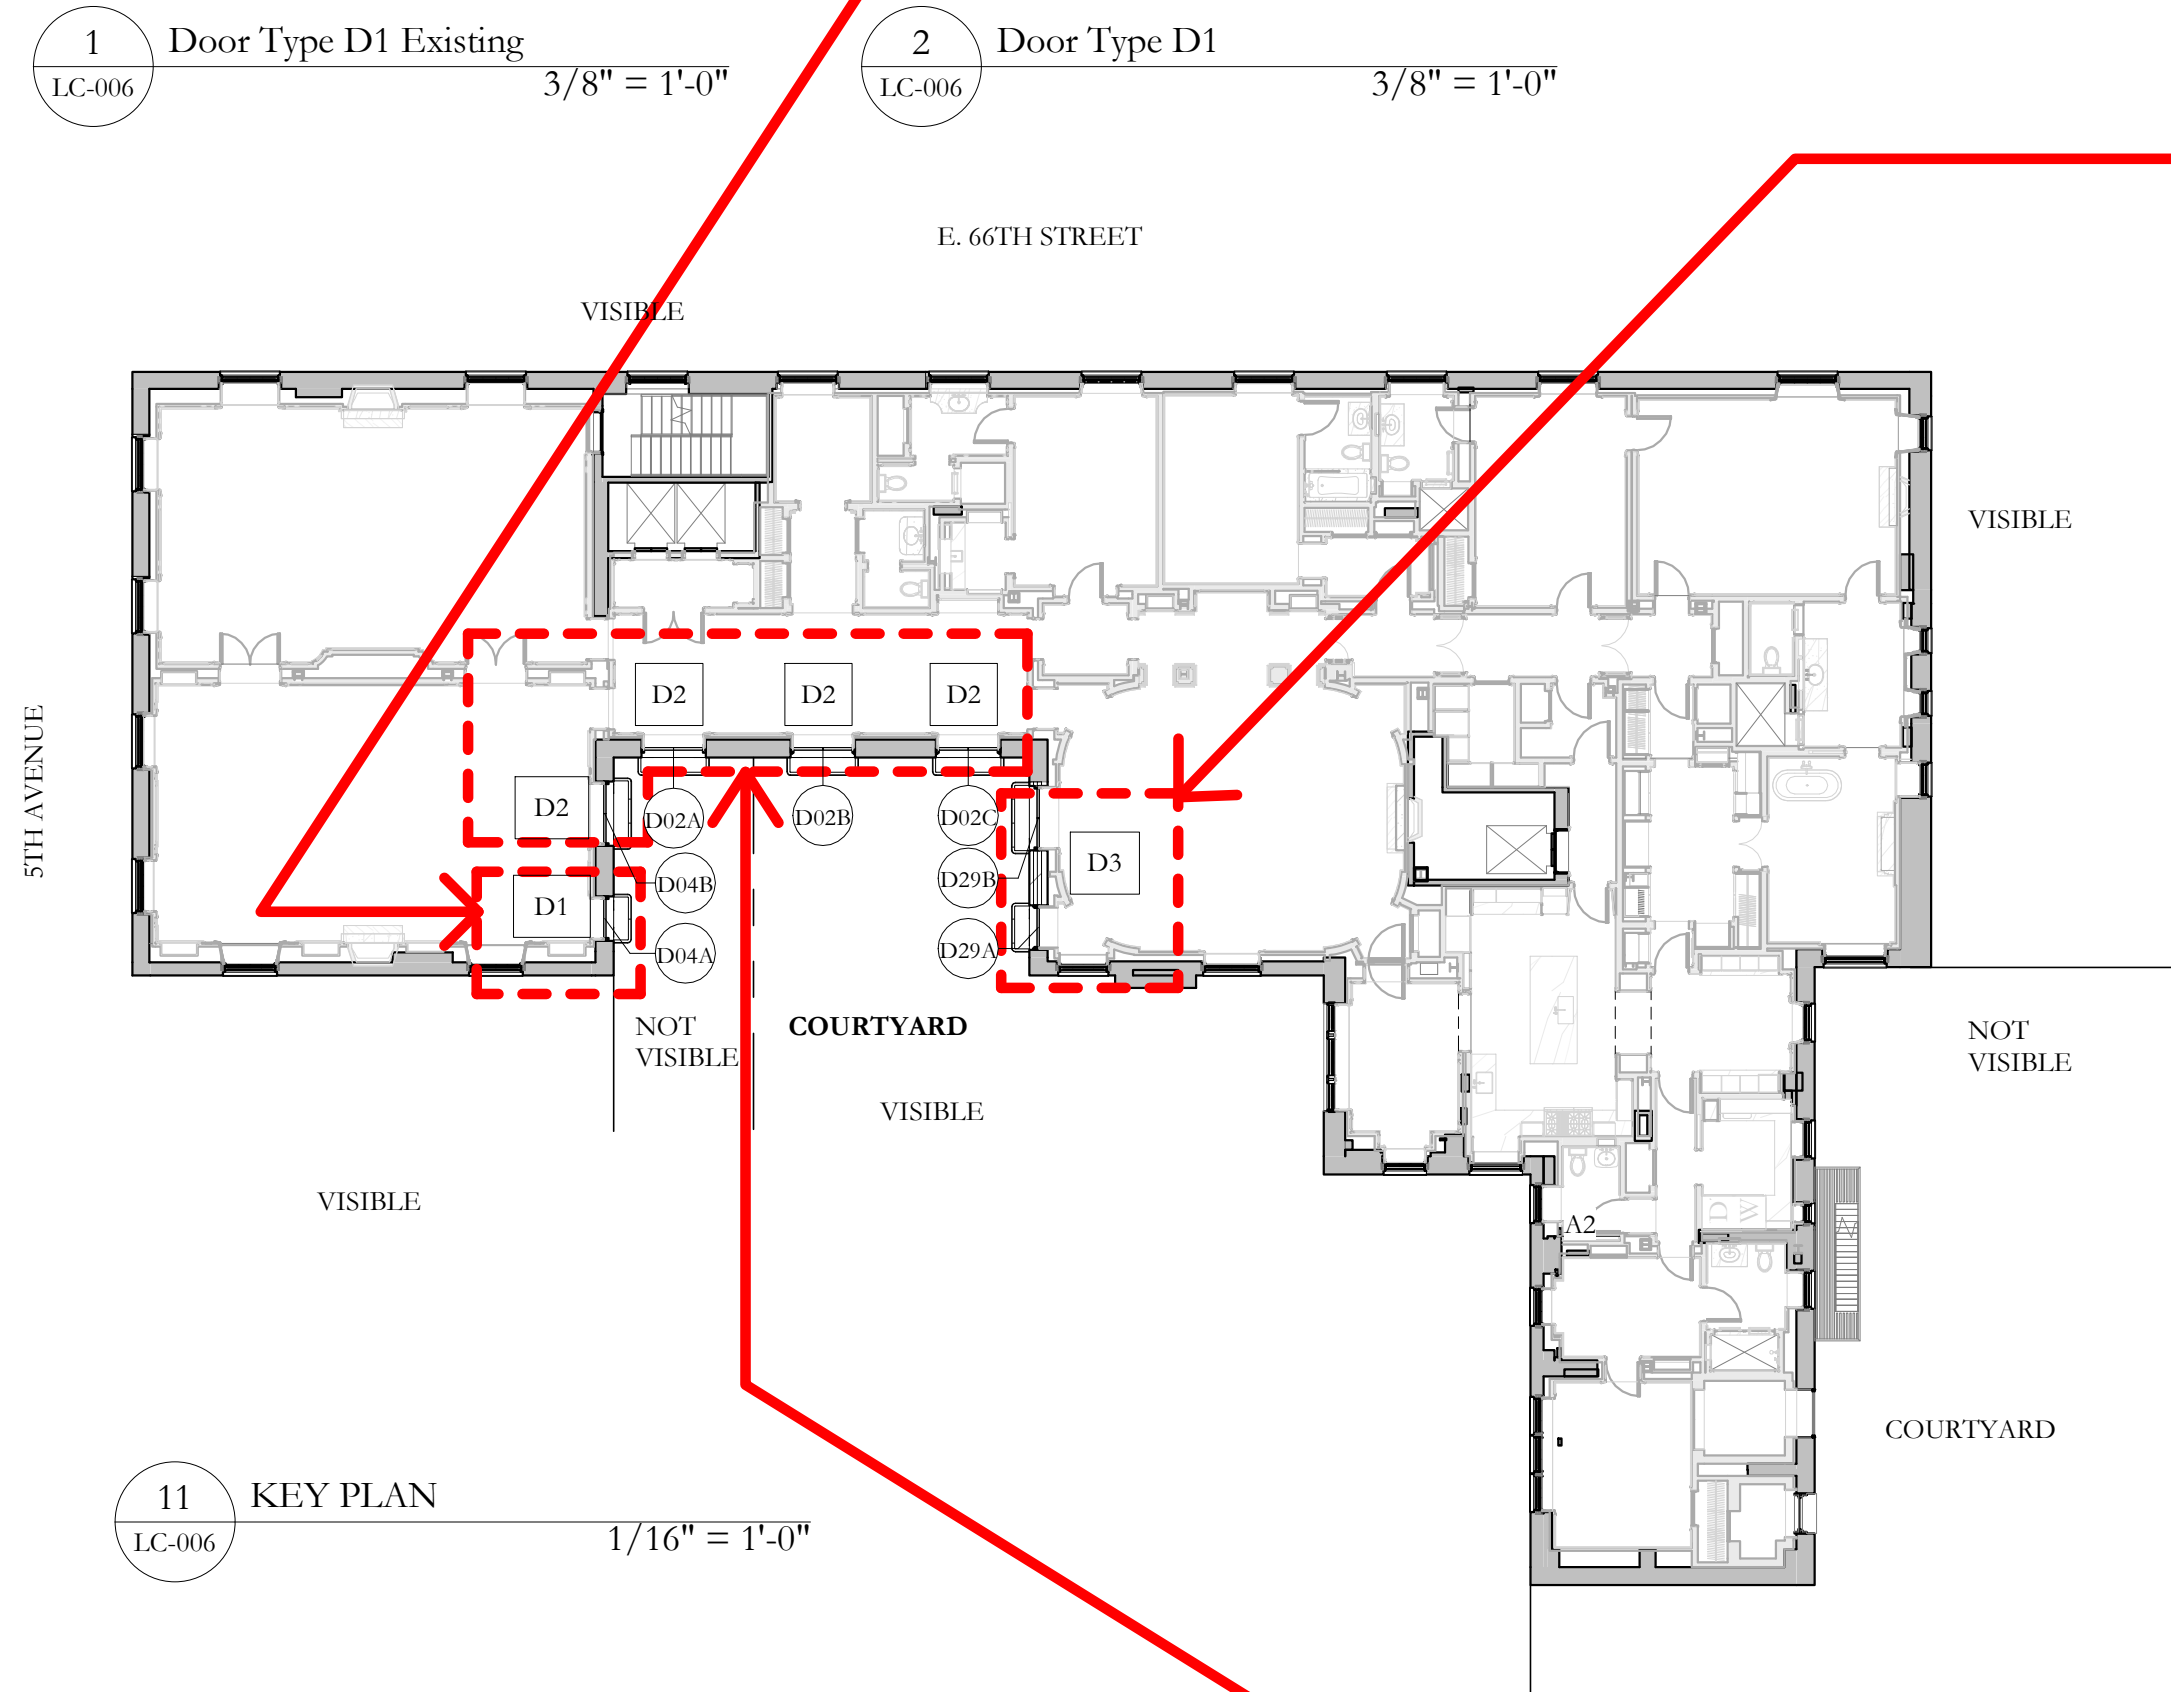 1
Door Type D1 Existing
LC-006
3/8" = 1'-0"
2
Door Type D1
LC-006
3/8" = 1'-0"
E. 66TH STREET
VISIBLE
VISIBLE
5TH AVENUE
D2
D2
D2
D2
D02A
D02B
D02C
D04B
D29B
D3
D1
D04A
D29A
NOT
VISIBLE
COURTYARD
VISIBLE
NOT
VISIBLE
VISIBLE
D
W
A2
COURTYARD
11
KEY PLAN
LC-006
1/16" = 1'-0"